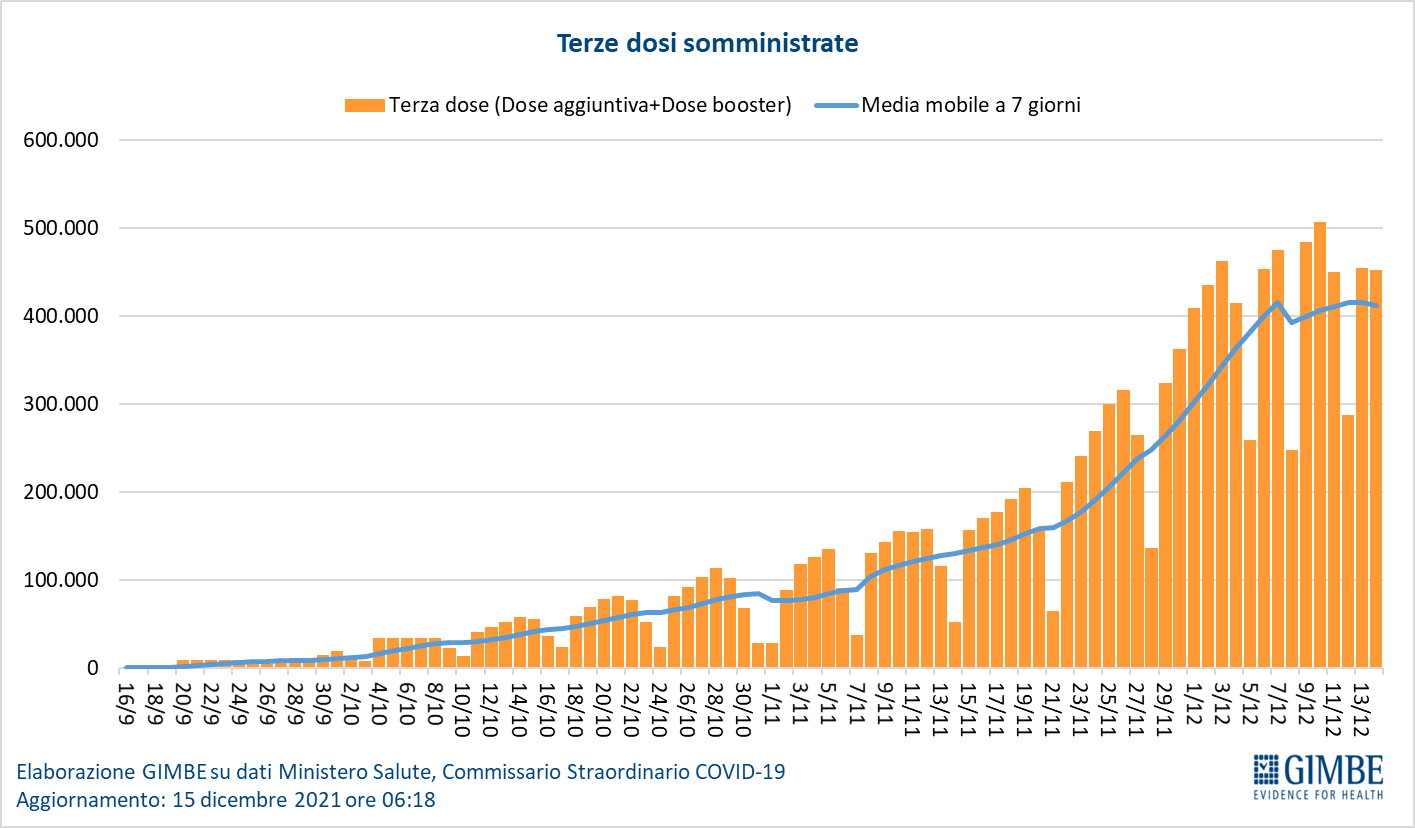 Terze dosi somministrate
Terza dose (Dose aggiuntiva+Dose booster) Media mobile a 7 giorni
600.000
500.000
400.000
300.000
200.000
100.000
0
16/9 18/9 20/9 22/9 24/9 26/9 28/9 30/9 2/10 4/10 6/10 8/10 10/10 12/10 14/10 16/10 18/10 20/10 22/10 24/10 26/10 28/10 30/10 1/11 3/11 5/11 7/11 9/11 11/11 13/11 15/11 17/11 19/11 21/11 23/11 25/11 27/11 29/11 1/12 3/12 5/12 7/12 9/12 11/12 13/12
Elaborazione GIMBE su dati Ministero Salute, Commissario Straordinario COVID-19
Aggiornamento: 15 dicembre 2021 ore 06:18
GIMBE
EVIDENCE FOR HEALTH